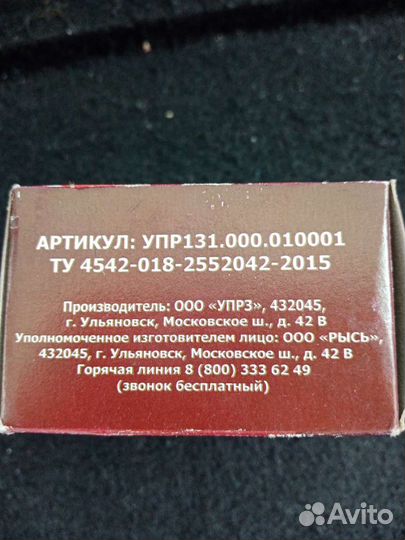 АРТИКУЛ: УПР131.000.010001
ТУ 4542-018-2552042-2015
Производитель: ООО «УПРЗ», 432045,
г. Ульяновск, Московское ш., д. 42 В
Уполномоченное изготовителем лицо: ООО «РЫСЬ»,
432045, г. Ульяновск, Московское ш., д. 42 В
Горячая линия 8 (800) 333 62 49
(звонок бесплатный)
Avito